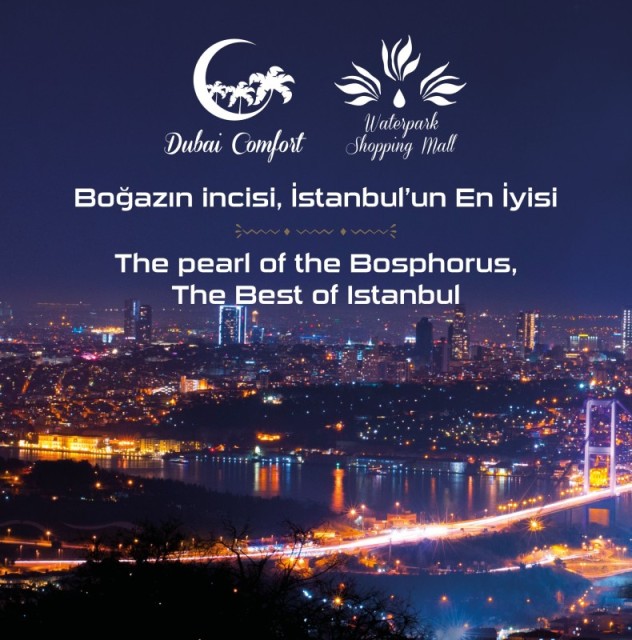 Dubai Comfort
Waterpark
Shopping Mall
Boğazın incisi, İstanbul'un En İyisi
The pearl of the Bosphorus,
The Best of Istanbul